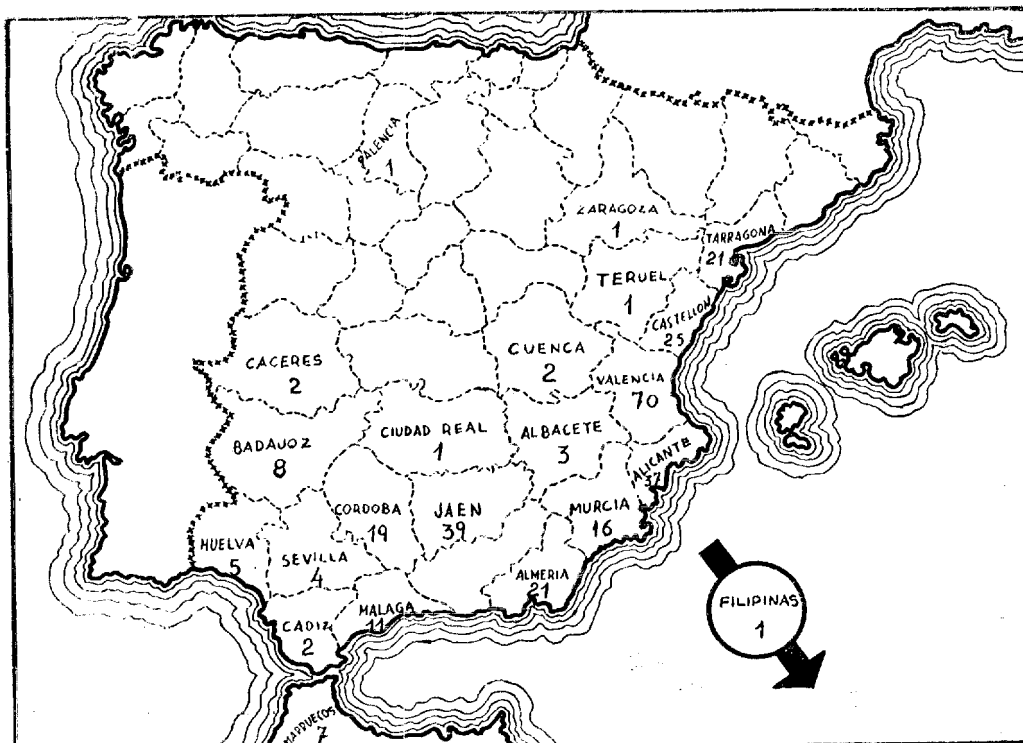 PALENCIA
1
ZARAGOZA
1
TARRAGONA
21
TERUEL
1
CASTELLON
25
CACERES
2
CUENCA
2
VALENCIA
70
BADAJOZ
8
CIUDAD REAL
1
ALBACETE
3
ALICANTE
37
CORDOBA
19
JAEN
39
MURCIA
16
HUELVA
5
SEVILLA
4
ALMERIA
21
MALAGA
11
CADIZ
2
FILIPINAS
1
MARRUECOS
7